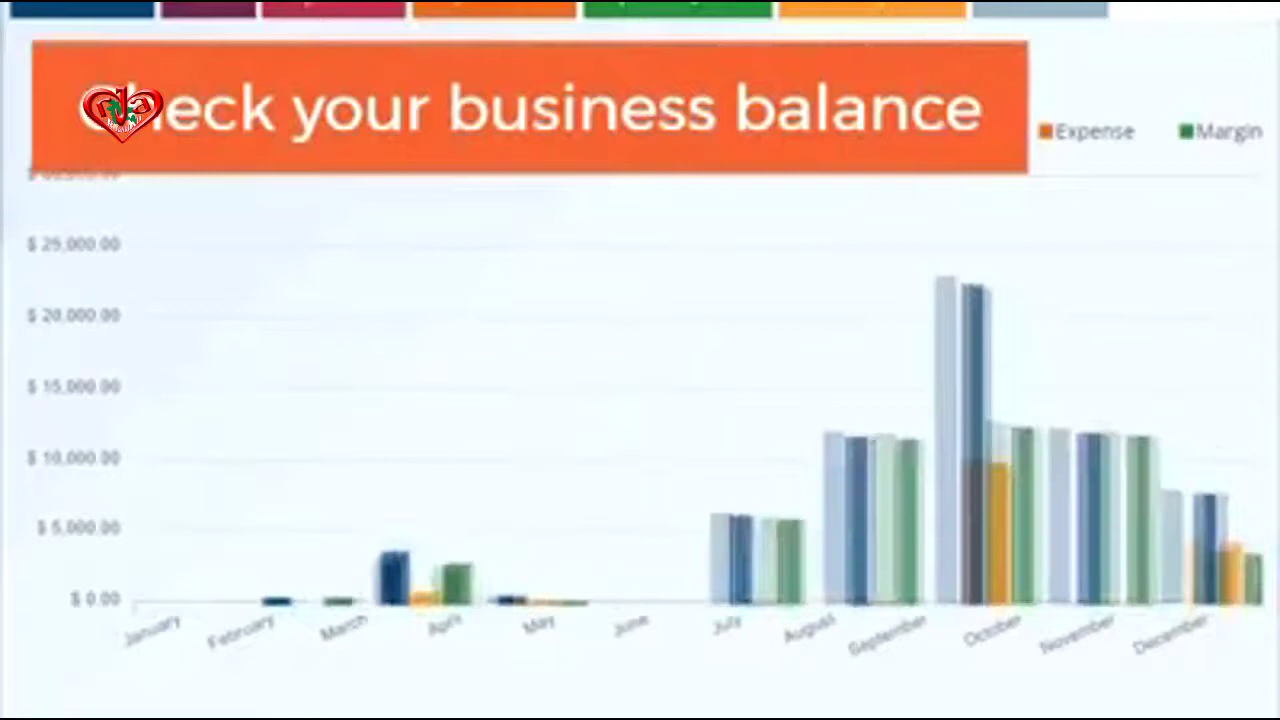 Check your business balance
Expense
Margin
$ 25,000.00
$ 20,000.00
$ 15,000.00
$ 10,000.00
$ 5,000.00
$ 0.00
January February March April May June July August September October November December